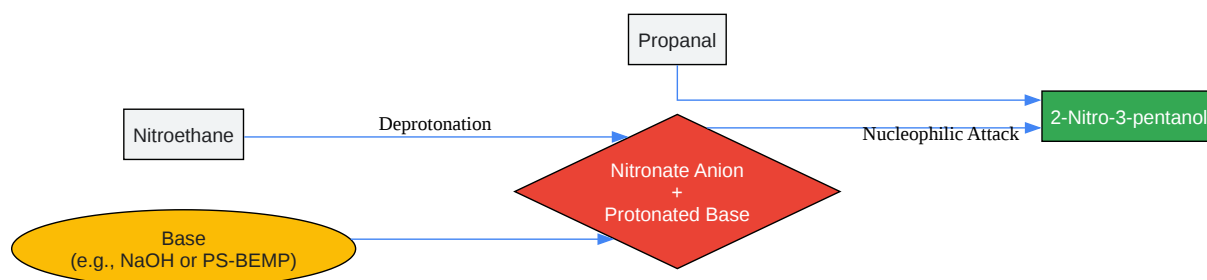 Propanal
Nitroethane
Deprotonation
2-Nitro-3-pentanol
Nucleophilic Attack
Nitronate Anion
+
Protonated Base
Base
(e.g., NaOH or PS-BEMP)